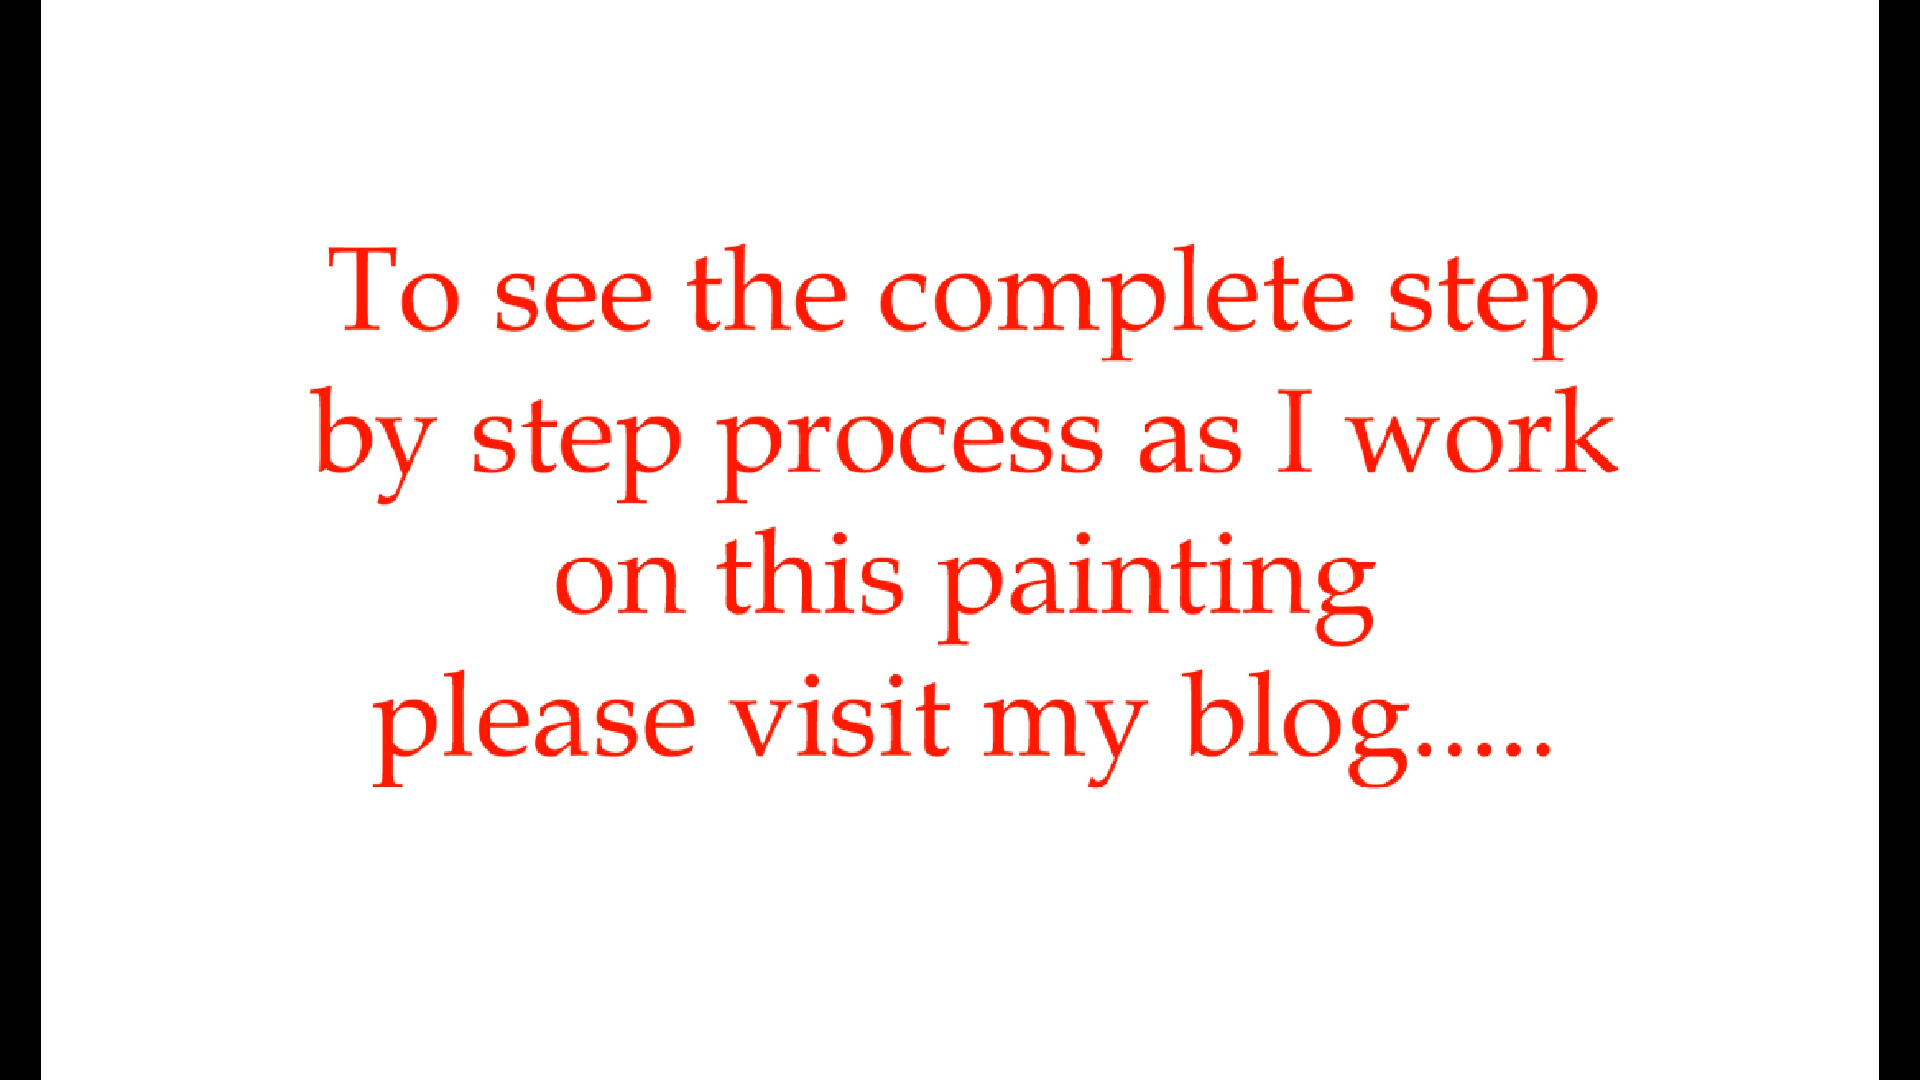 To see the complete step
by step process as I work
on this painting
please visit my blog.....